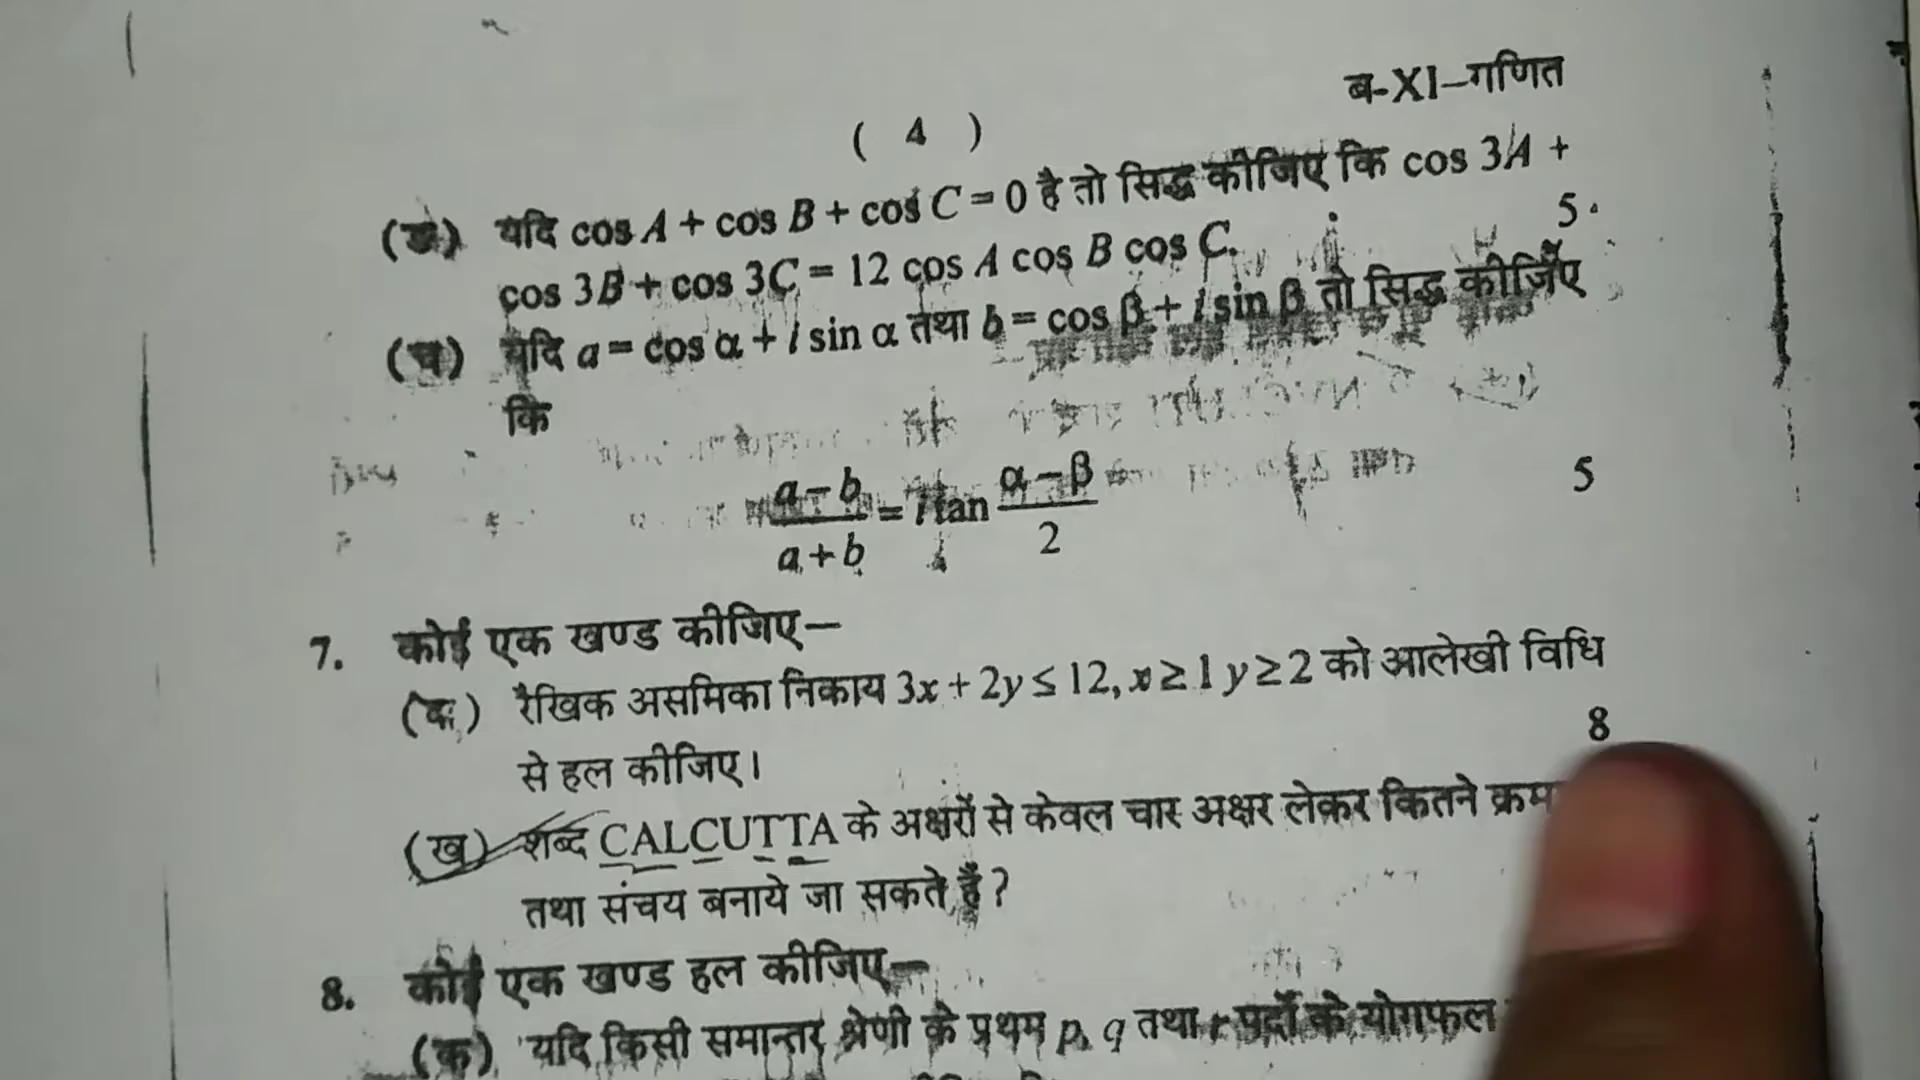 ब-XI–गणित
( 4 )
(ङ) यदि cos A + cos B + cos C = 0 है तो सिद्ध कीजिए कि cos 3A +
cos 3B + cos 3C = 12 cos A cos B cos C. 5
(च) यदि a = cos α + i sin α तथा b = cos β + i sin β तो सिद्ध कीजिए
कि
a – b / a + b = i tan α – β / 2 5
7. कोई एक खण्ड कीजिए—
(क) रैखिक असमिका निकाय 3x + 2y ≤ 12, x ≥ 1 y ≥ 2 को आलेखी विधि
से हल कीजिए। 8
(ख) शब्द CALCUTTA के अक्षरों से केवल चार अक्षर लेकर कितने क्रम
तथा संचय बनाये जा सकते हैं ?
8. कोई एक खण्ड हल कीजिए—
(क) यदि किसी समान्तर श्रेणी के प्रथम p, q तथा r पदों के योगफल